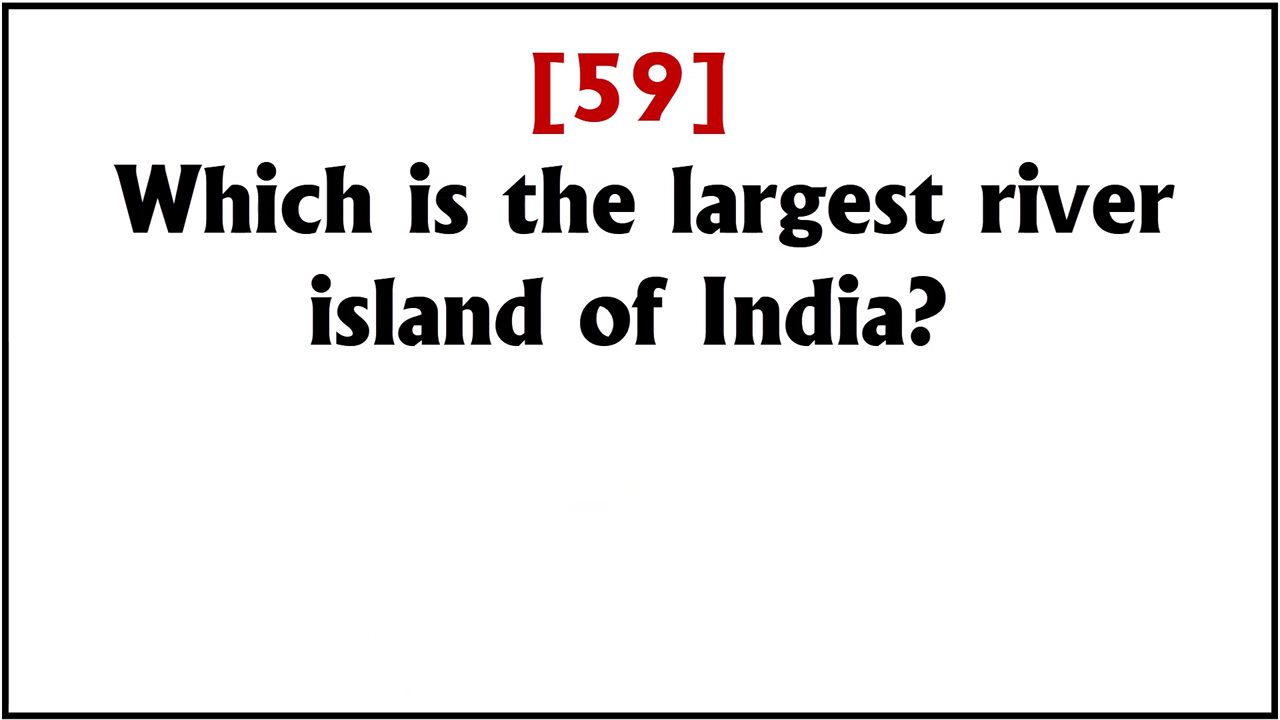 [59]
Which is the largest river
island of India?